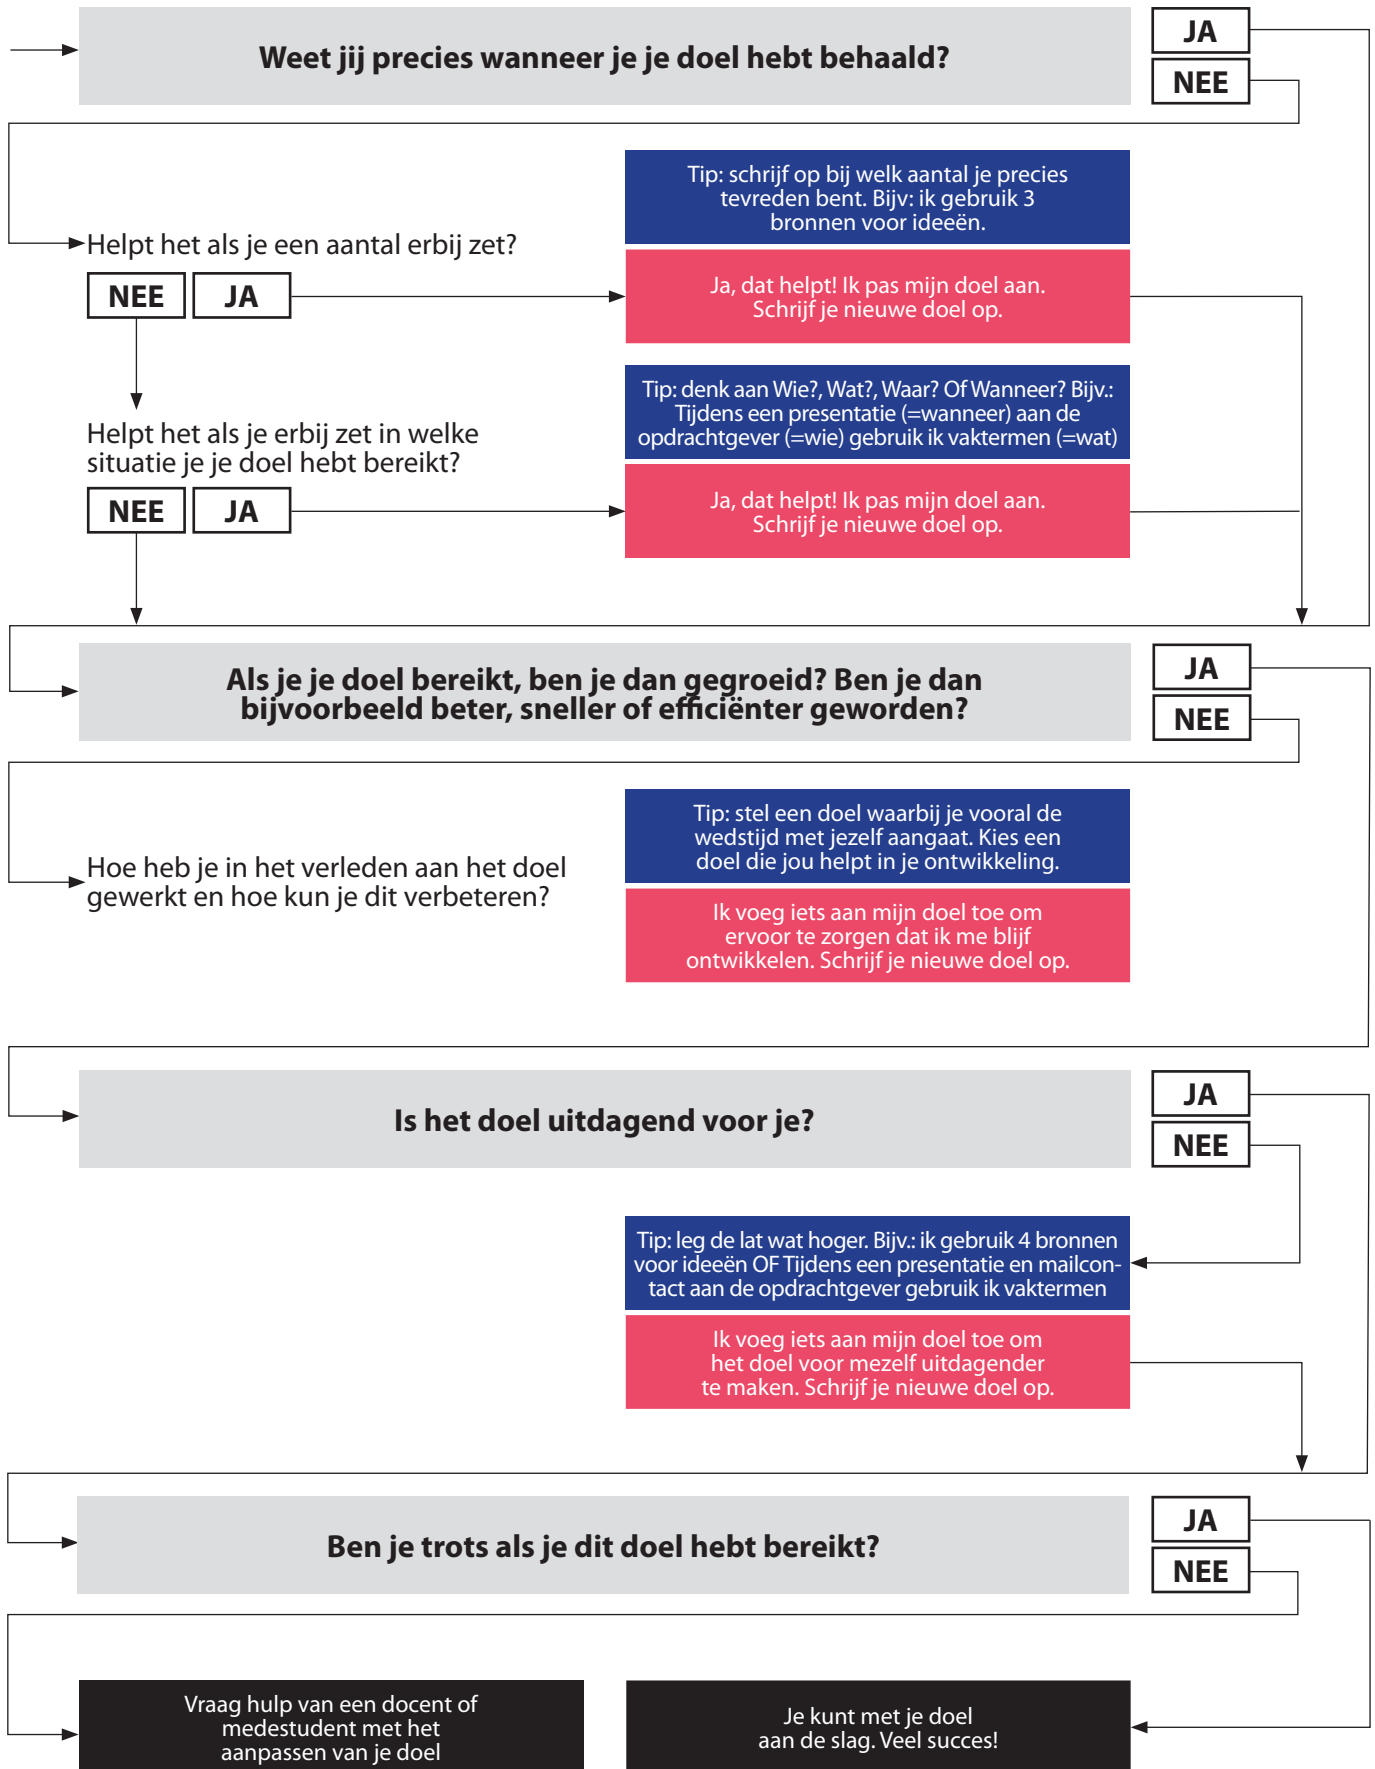 Weet jij precies wanneer je je doel hebt behaald?
JA
NEE
Tip: schrijf op bij welk aantal je precies
tevreden bent. Bijv: ik gebruik 3
bronnen voor ideeën.
Helpt het als je een aantal erbij zet?
NEE
JA
Ja, dat helpt! Ik pas mijn doel aan.
Schrijf je nieuwe doel op.
Tip: denk aan Wie?, Wat?, Waar? Of Wanneer? Bijv.:
Tijdens een presentatie (=wanneer) aan de
opdrachtgever (=wie) gebruik ik vaktermen (=wat)
Helpt het als je erbij zet in welke
situatie je je doel hebt bereikt?
NEE
JA
Ja, dat helpt! Ik pas mijn doel aan.
Schrijf je nieuwe doel op.
Als je je doel bereikt, ben je dan gegroeid? Ben je dan
bijvoorbeeld beter, sneller of efficiënter geworden?
JA
NEE
Tip: stel een doel waarbij je vooral de
wedstijd met jezelf aangaat. Kies een
doel die jou helpt in je ontwikkeling.
Hoe heb je in het verleden aan het doel
gewerkt en hoe kun je dit verbeteren?
Ik voeg iets aan mijn doel toe om
ervoor te zorgen dat ik me blijf
ontwikkelen. Schrijf je nieuwe doel op.
Is het doel uitdagend voor je?
JA
NEE
Tip: leg de lat wat hoger. Bijv.: ik gebruik 4 bronnen
voor ideeën OF Tijdens een presentatie en mailcon-
tact aan de opdrachtgever gebruik ik vaktermen
Ik voeg iets aan mijn doel toe om
het doel voor mezelf uitdagender
te maken. Schrijf je nieuwe doel op.
Ben je trots als je dit doel hebt bereikt?
JA
NEE
Vraag hulp van een docent of
medestudent met het
aanpassen van je doel
Je kunt met je doel
aan de slag. Veel succes!